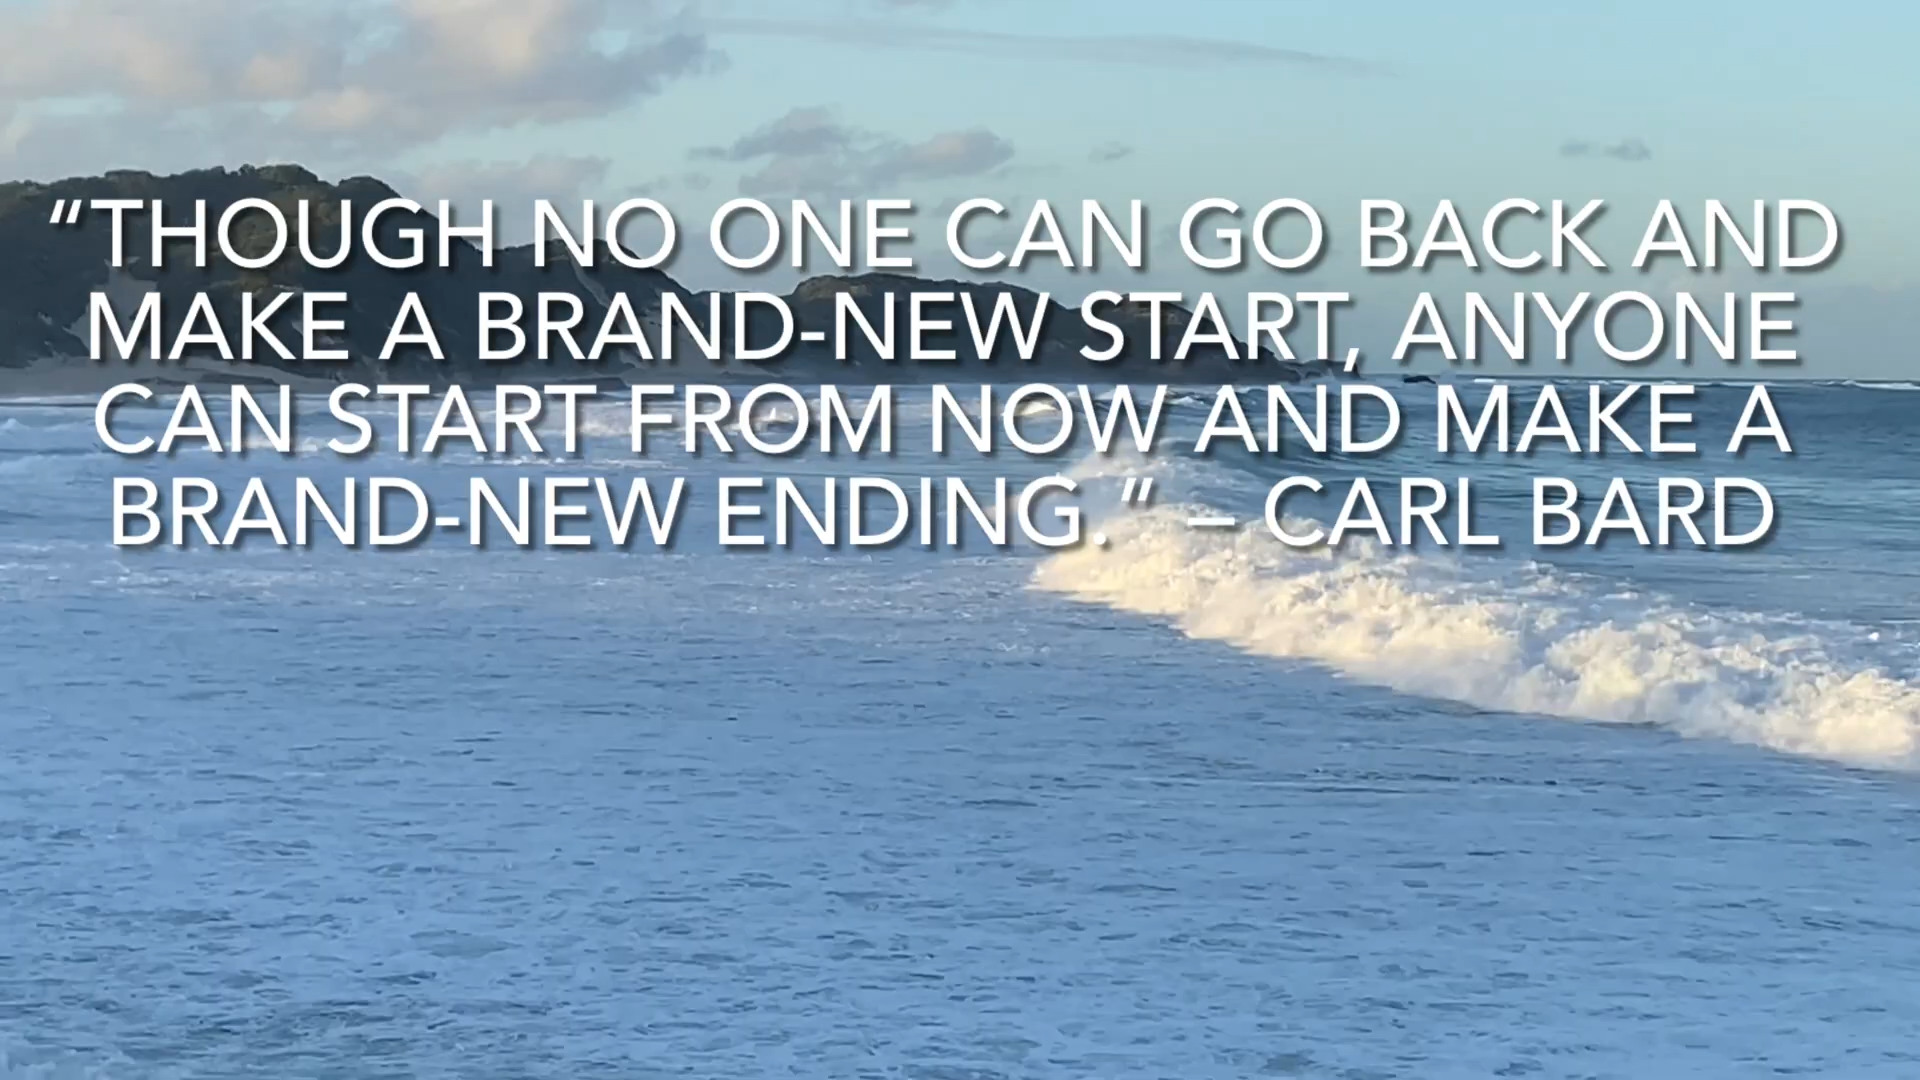 “THOUGH NO ONE CAN GO BACK AND
MAKE A BRAND-NEW START, ANYONE
CAN START FROM NOW AND MAKE A
BRAND-NEW ENDING.” – CARL BARD